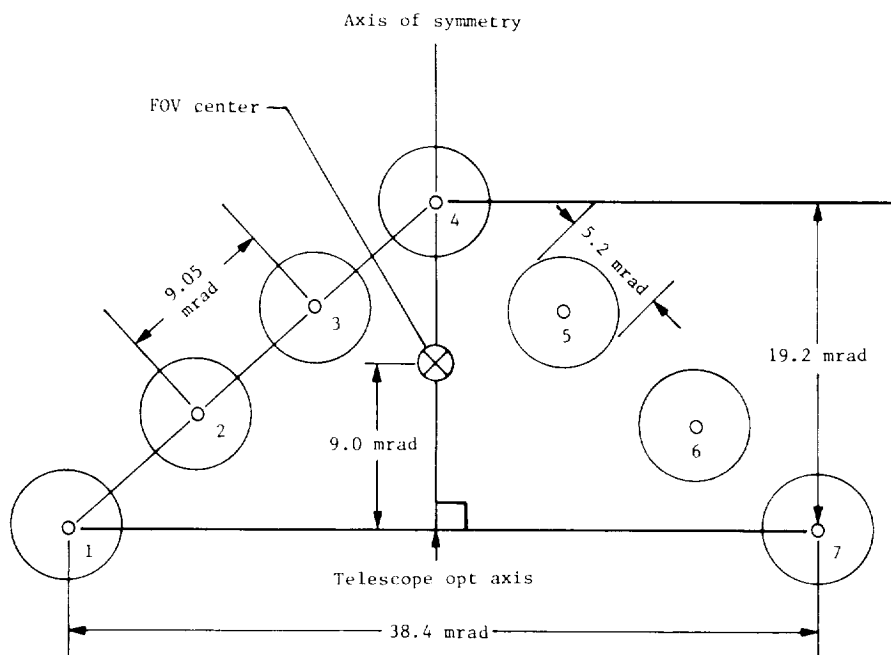 Axis of symmetry
FOV center
4
5.2 mrad
9.05
mrad
3
5
19.2 mrad
2
9.0 mrad
6
1
7
Telescope opt axis
38.4 mrad